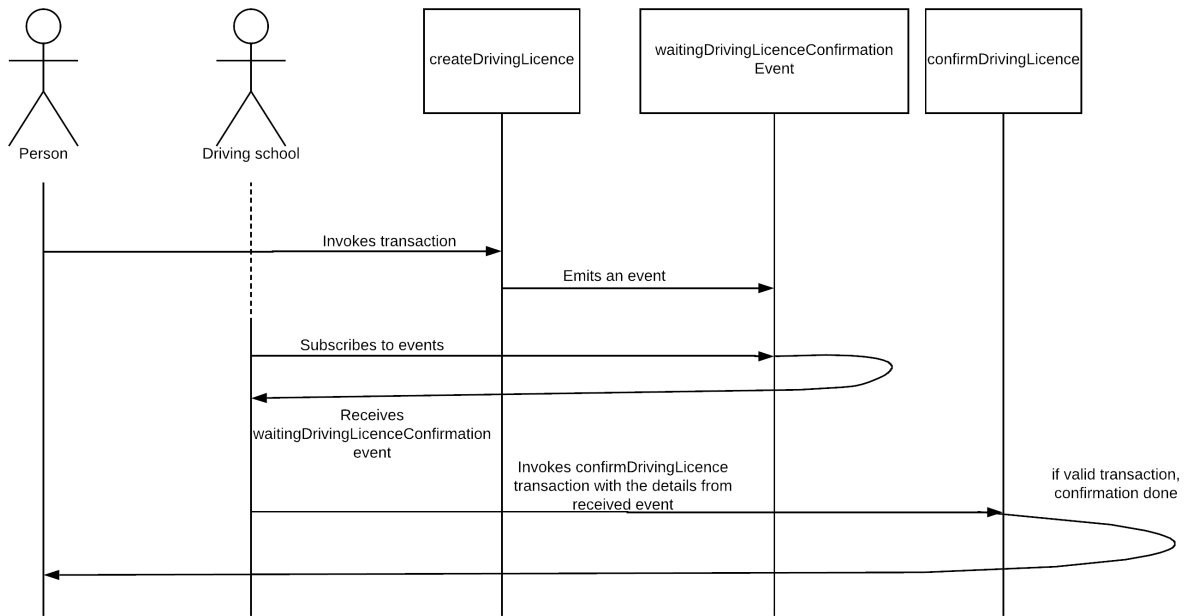 createDrivingLicence
waitingDrivingLicenceConfirmation
Event
confirmDrivingLicence
Person
Driving school
Invokes transaction
Emits an event
Subscribes to events
Receives
waitingDrivingLicenceConfirmation
event
Invokes confirmDrivingLicence
transaction with the details from
received event
if valid transaction,
confirmation done